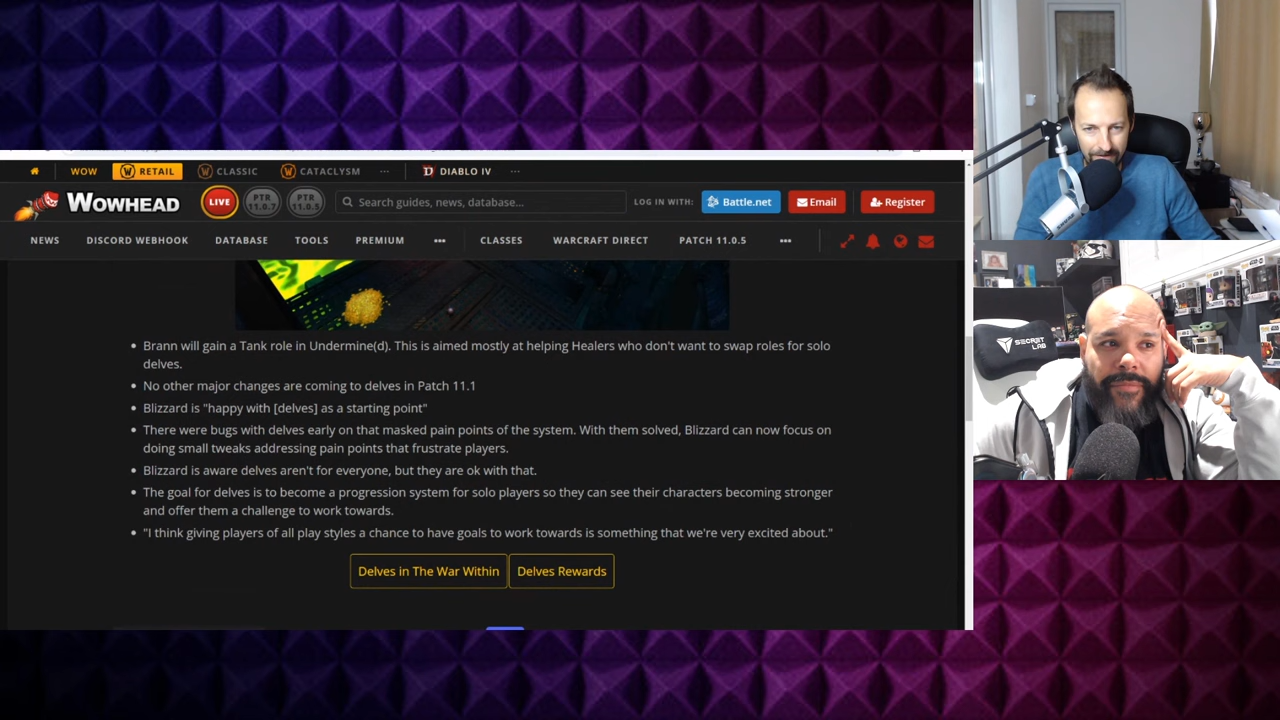 WOW
RETAIL
CLASSIC
CATACLYSM
DIABLO IV
WOWHEAD
LIVE
PTR 11.0.7
PTR 11.0.5
Search guides, news, database...
LOG IN WITH:
Battle.net
Email
Register
NEWS
DISCORD WEBHOOK
DATABASE
TOOLS
PREMIUM
CLASSES
WARCRAFT DIRECT
PATCH 11.0.5
Brann will gain a Tank role in Undermine(d). This is aimed mostly at helping Healers who don't want to swap roles for solo
delves.
No other major changes are coming to delves in Patch 11.1
Blizzard is "happy with [delves] as a starting point"
There were bugs with delves early on that masked pain points of the system. With them solved, Blizzard can now focus on
doing small tweaks addressing pain points that frustrate players.
Blizzard is aware delves aren't for everyone, but they are ok with that.
The goal for delves is to become a progression system for solo players so they can see their characters becoming stronger
and offer them a challenge to work towards.
"I think giving players of all play styles a chance to have goals to work towards is something that we're very excited about."
Delves in The War Within
Delves Rewards
SECRETLAB